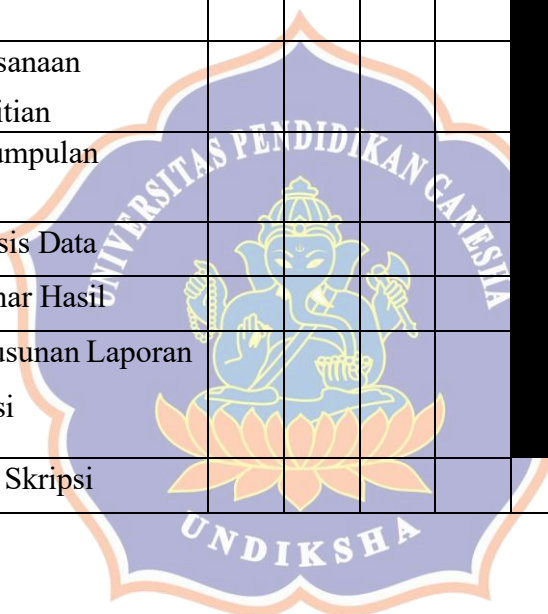 sanaan
itian
umpulan
sis Data
nar Hasil
usunan Laporan
si
Skripsi
UNIVERSITAS PENDIDIKAN GANESHA
UNDIKSHA